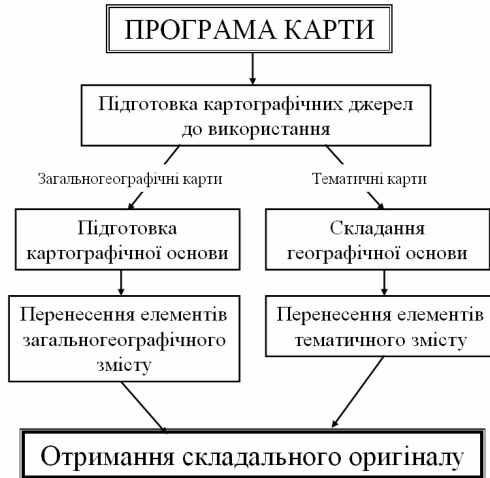 ПРОГРАМА КАРТИ
Підготовка картографічних джерел
до використання
Загальногеографічні карти
Тематичні карти
Підготовка
картографічної основи
Складання
географічної основи
Перенесення елементів
загальногеографічного
змісту
Перенесення елементів
тематичного змісту
Отримання складального оригіналу